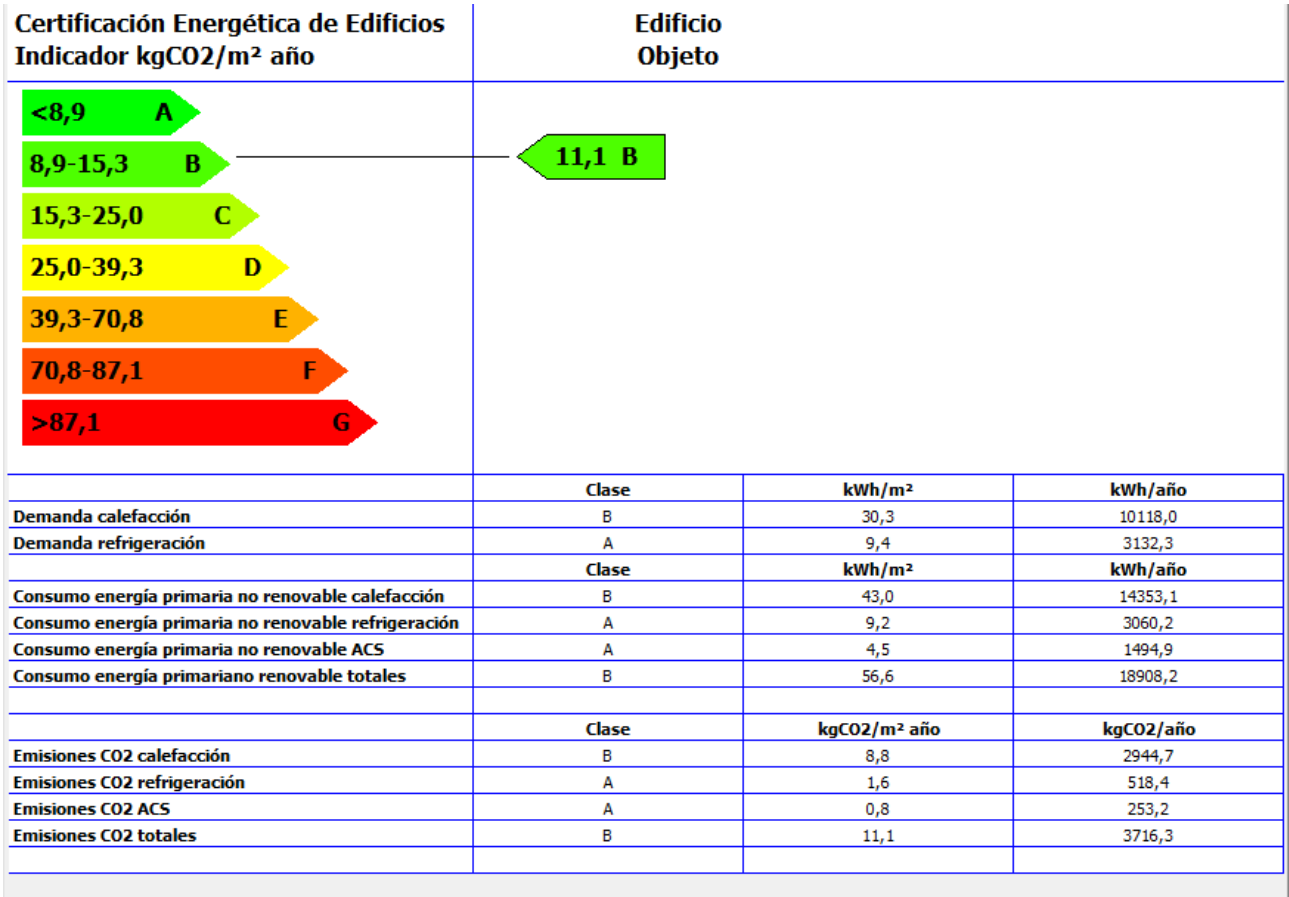 Certificación Energética de Edificios
Indicador kgCO2/m² año
Edificio
Objeto
<8,9 A
8,9-15,3 B
11,1 B
15,3-25,0 C
25,0-39,3 D
39,3-70,8 E
70,8-87,1 F
>87,1 G
Clase kWh/m² kWh/año
Demanda calefacción B 30,3 10118,0
Demanda refrigeración A 9,4 3132,3
Clase kWh/m² kWh/año
Consumo energía primaria no renovable calefacción B 43,0 14353,1
Consumo energía primaria no renovable refrigeración A 9,2 3060,2
Consumo energía primaria no renovable ACS A 4,5 1494,9
Consumo energía primariano renovable totales B 56,6 18908,2
Clase kgCO2/m² año kgCO2/año
Emisiones CO2 calefacción B 8,8 2944,7
Emisiones CO2 refrigeración A 1,6 518,4
Emisiones CO2 ACS A 0,8 253,2
Emisiones CO2 totales B 11,1 3716,3